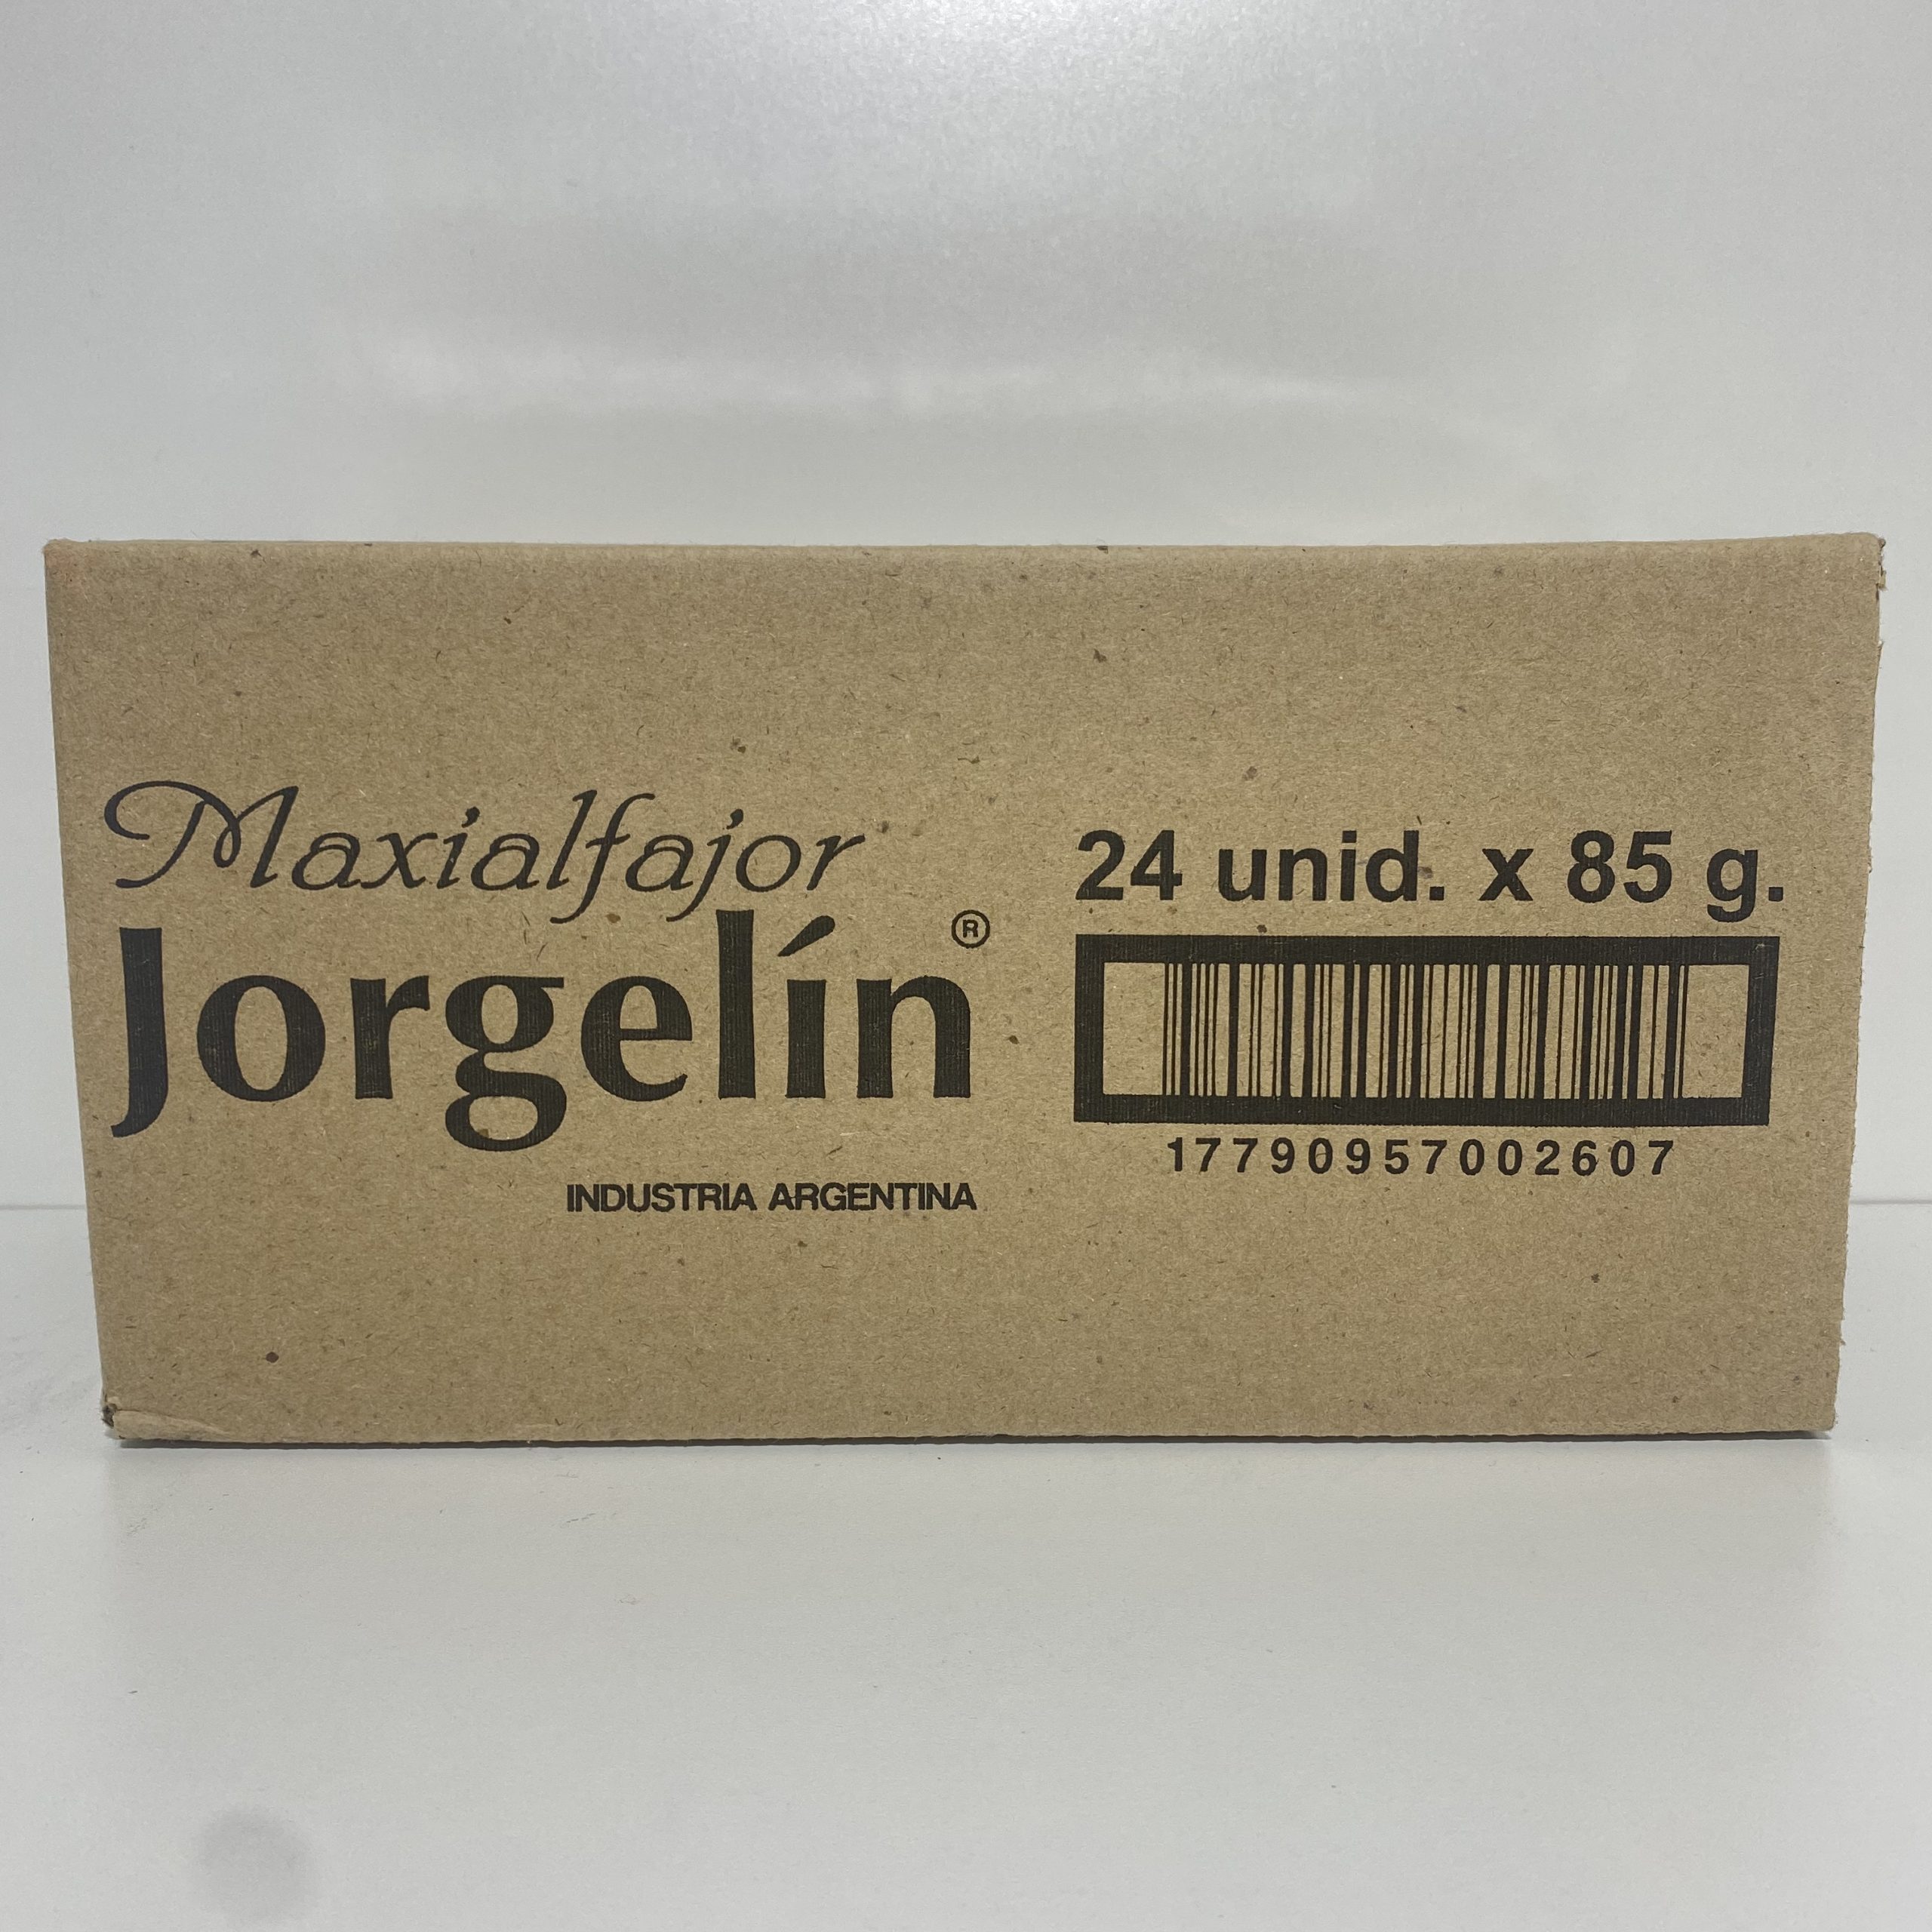 Maxialfajor
Jorgelín®
INDUSTRIA ARGENTINA
24 unid. x 85 g.
17790957002607